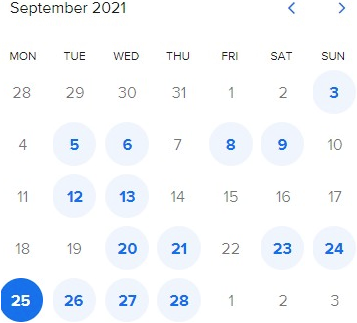 September 2021
MON TUE WED THU FRI SAT SUN
28 29 30 31 1 2 3
4 5 6 7 8 9 10
11 12 13 14 15 16 17
18 19 20 21 22 23 24
25 26 27 28 1 2 3